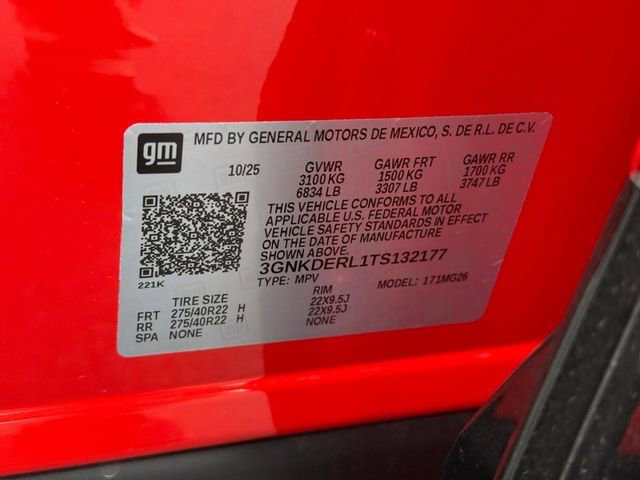 gm
MFD BY GENERAL MOTORS DE MEXICO, S. DE R.L. DE C.V.
10/25 GVWR GAWR FRT GAWR RR
3100 KG 1500 KG 1700 KG
6834 LB 3307 LB 3747 LB
THIS VEHICLE CONFORMS TO ALL
APPLICABLE U.S. FEDERAL MOTOR
VEHICLE SAFETY STANDARDS IN EFFECT
ON THE DATE OF MANUFACTURE
SHOWN ABOVE.
3GNKDERL1TS132177
221K
TYPE: MPV MODEL: 171MG26
TIRE SIZE RIM
FRT 275/40R22 H 22X9.5J
RR 275/40R22 H 22X9.5J
SPA NONE NONE